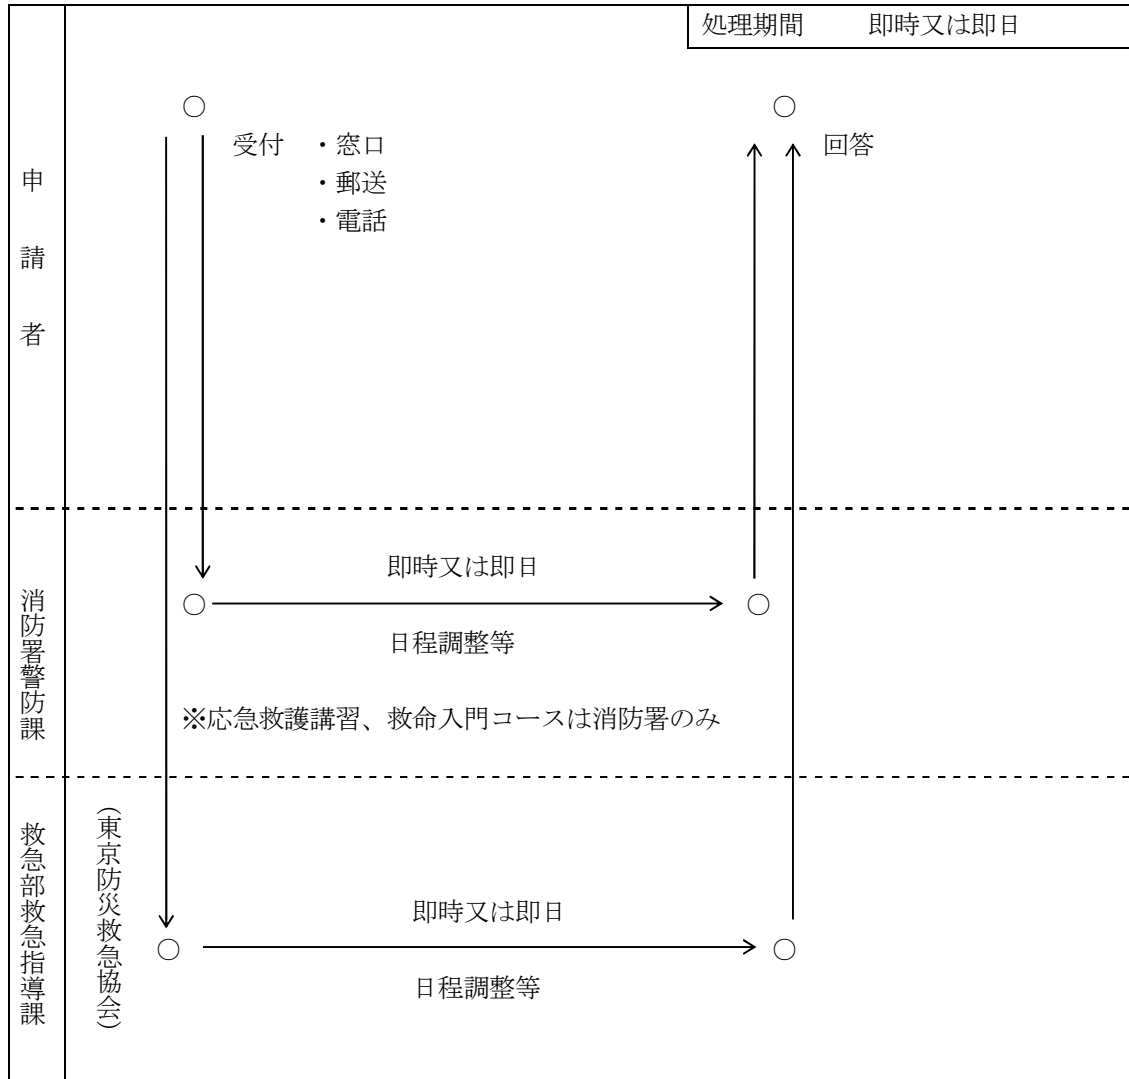 処理期間 即時又は即日
申請者
受付 ・窓口
・郵送
・電話
回答
消防署警防課
即時又は即日
日程調整等
※応急救護講習、救命入門コースは消防署のみ
救急部救急指導課
(東京防災救急協会)
即時又は即日
日程調整等